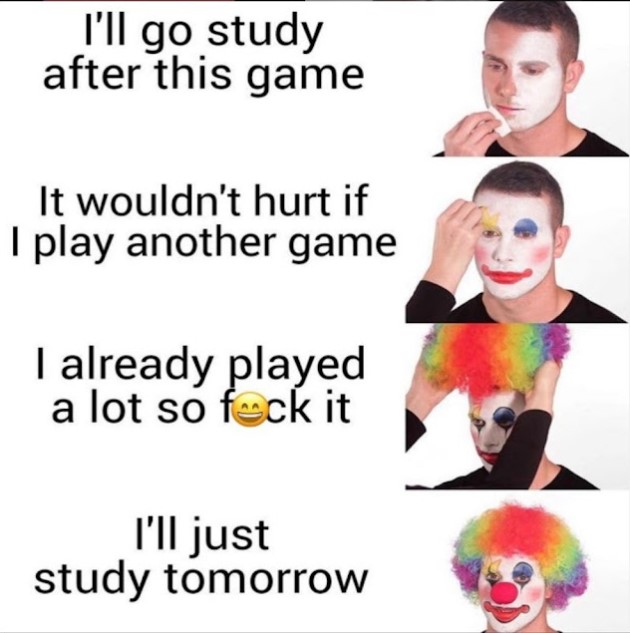 I'll go study
after this game
It wouldn't hurt if
I play another game
I already played
a lot so f😄ck it
I'll just
study tomorrow